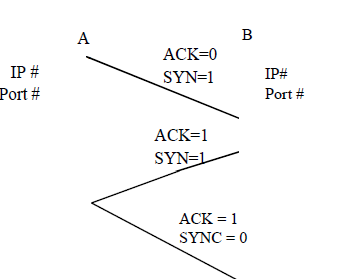 A
B
ACK=0
SYN=1
IP #
Port #
IP#
Port #
ACK=1
SYN=1
ACK = 1
SYNC = 0